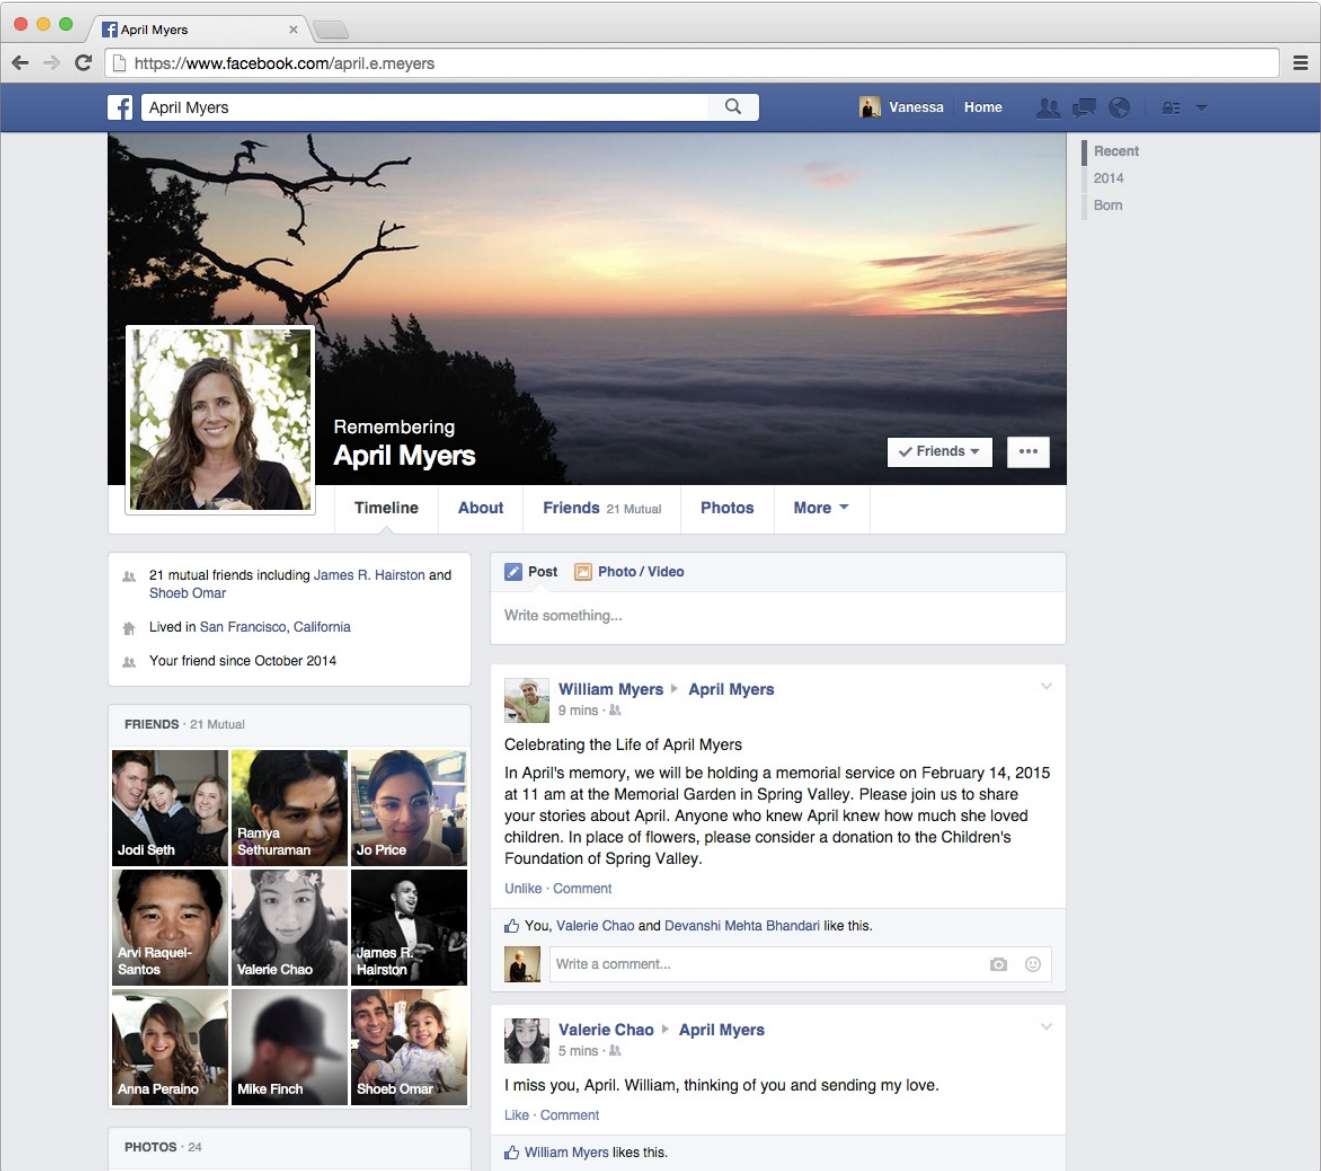 April Myers
https://www.facebook.com/april.e.meyers
April Myers
Vanessa
Home
Recent
2014
Born
Remembering
April Myers
Friends
Timeline
About
Friends 21 Mutual
Photos
More
21 mutual friends including James R. Hairston and
Shoeb Omar
Lived in San Francisco, California
Your friend since October 2014
FRIENDS · 21 Mutual
Jodi Seth
Ramya
Sethuraman
Jo Price
Arvi Raquel-
Santos
Valerie Chao
James R.
Hairston
Anna Peraino
Mike Finch
Shoeb Omar
PHOTOS · 24
Post
Photo / Video
Write something...
William Myers ▸ April Myers
9 mins ·
Celebrating the Life of April Myers
In April's memory, we will be holding a memorial service on February 14, 2015
at 11 am at the Memorial Garden in Spring Valley. Please join us to share
your stories about April. Anyone who knew April knew how much she loved
children. In place of flowers, please consider a donation to the Children's
Foundation of Spring Valley.
Unlike · Comment
You, Valerie Chao and Devanshi Mehta Bhandari like this.
Write a comment...
Valerie Chao ▸ April Myers
5 mins ·
I miss you, April. William, thinking of you and sending my love.
Like · Comment
William Myers likes this.